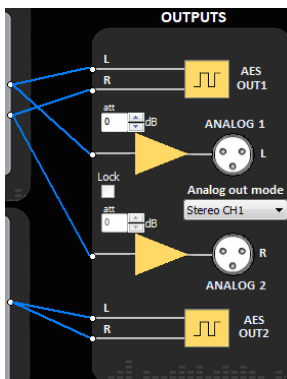 OUTPUTS
L
R
AES
OUT1
att
0
dB
ANALOG 1
L
Lock
Analog out mode
Stereo CH1
att
0
dB
R
ANALOG 2
L
R
AES
OUT2